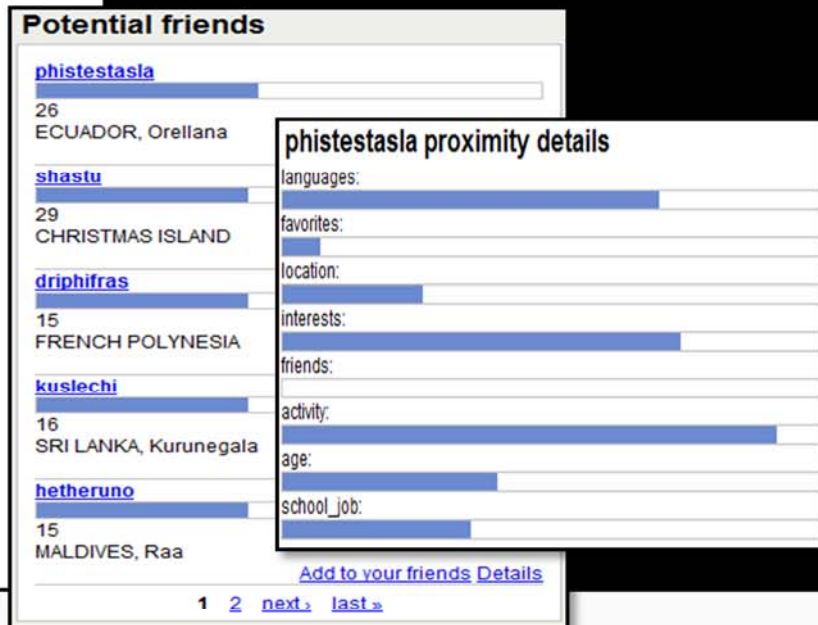 Potential friends
phistestasla
26
ECUADOR, Orellana
shastu
29
CHRISTMAS ISLAND
driphifras
15
FRENCH POLYNESIA
kuslechi
16
SRI LANKA, Kurunegala
hetheruno
15
MALDIVES, Raa
Add to your friends Details
1 2 next › last »
phistestasla proximity details
languages:
favorites:
location:
interests:
friends:
activity:
age:
school_job: